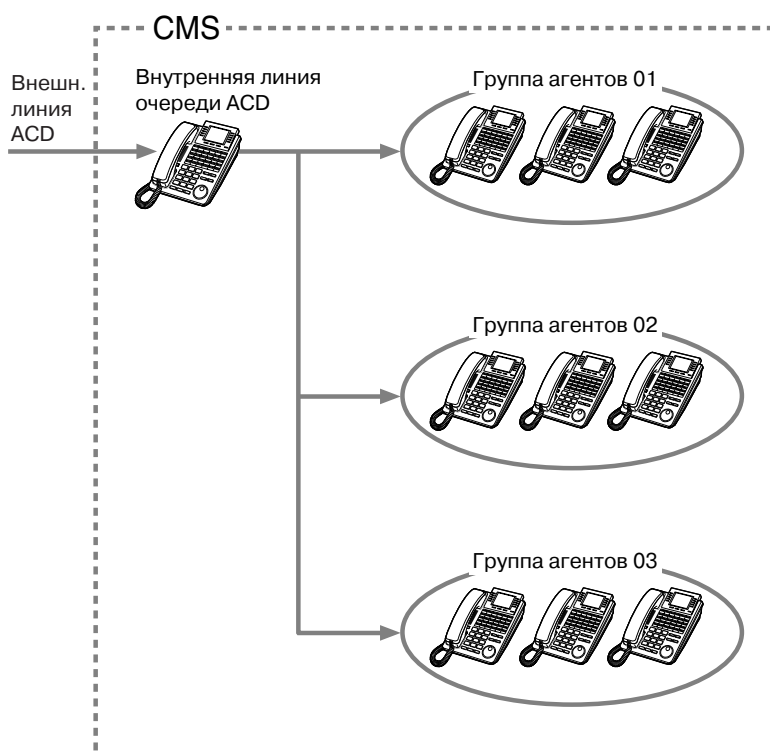 CMS
Внешн.
линия
ACD
Внутренняя линия
очереди ACD
Группа агентов 01
Группа агентов 02
Группа агентов 03